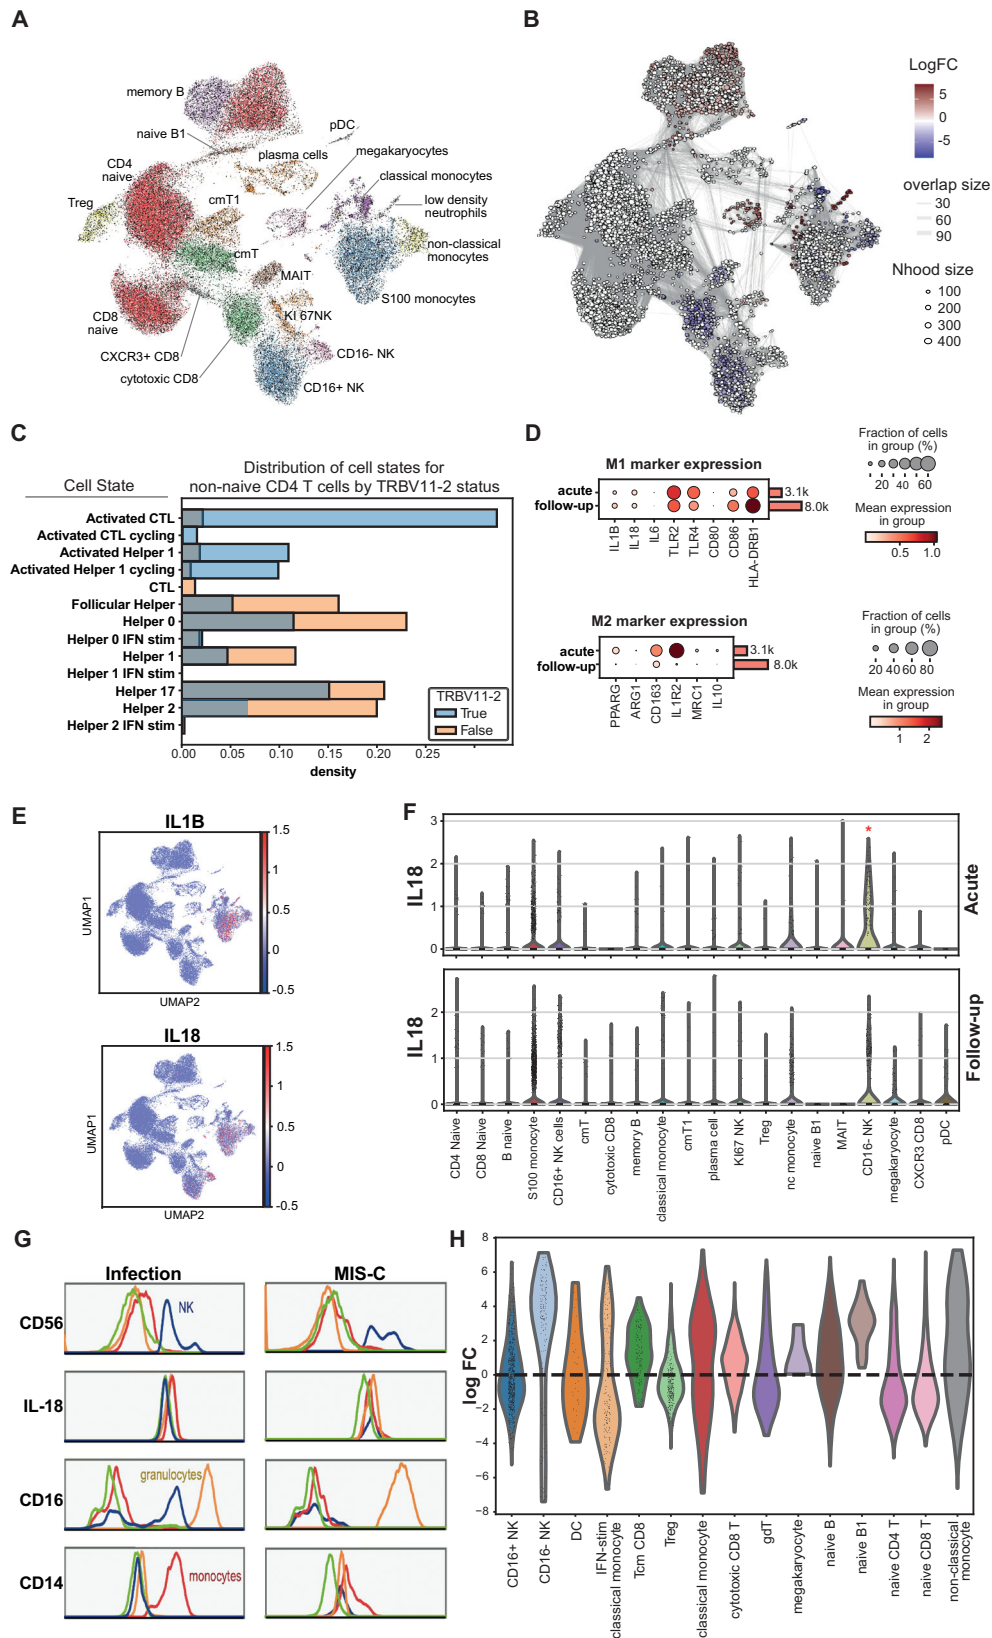 A
memory B
naive B1
pDC
plasma cells
megakaryocytes
classical monocytes
CD4
naive
Treg
cmT1
low density
neutrophils
non-classical
monocytes
cmT
MAIT
S100 monocytes
CD8
naive
KI 67NK
CXCR3+ CD8
CD16- NK
cytotoxic CD8
CD16+ NK
B
LogFC
5
0
-5
overlap size
30
60
90
Nhood size
100
200
300
400
C
Cell State
Distribution of cell states for
non-naive CD4 T cells by TRBV11-2 status
Activated CTL
Activated CTL cycling
Activated Helper 1
Activated Helper 1 cycling
CTL
Follicular Helper
Helper 0
Helper 0 IFN stim
Helper 1
Helper 1 IFN stim
Helper 17
Helper 2
Helper 2 IFN stim
TRBV11-2
True
False
0.00 0.05 0.10 0.15 0.20 0.25
density
D
M1 marker expression
acute
follow-up
3.1k
8.0k
IL1B
IL18
IL6
TLR2
TLR4
CD80
CD86
HLA-DRB1
Fraction of cells
in group (%)
20 40 60
Mean expression
in group
0.5 1.0
M2 marker expression
acute
follow-up
3.1k
8.0k
PPARG
ARG1
CD163
IL1R2
MRC1
IL10
Fraction of cells
in group (%)
20 40 60 80
Mean expression
in group
1 2
E
IL1B
UMAP1
UMAP2
1.5
1
0.5
0
-0.5
IL18
UMAP1
UMAP2
1.5
1
0.5
0
-0.5
F
IL18
3
2
1
0
*
Acute
IL18
2
1
0
Follow-up
CD4 Naive
CD8 Naive
B naive
S100 monocyte
CD16+ NK cells
cmT
cytotoxic CD8
memory B
classical monocyte
cmT1
plasma cell
KI67 NK
Treg
nc monocyte
naive B1
MAIT
CD16- NK
megakaryocyte
CXCR3 CD8
pDC
G
Infection
MIS-C
CD56
NK
IL-18
CD16
granulocytes
CD14
monocytes
H
log FC
8
6
4
2
0
−2
−4
−6
−8
CD16+ NK
CD16- NK
DC
IFN-stim
classical monocyte
Tcm CD8
Treg
classical monocyte
cytotoxic CD8 T
gdT
megakaryocyte
naive B
naive B1
naive CD4 T
naive CD8 T
non-classical
monocyte